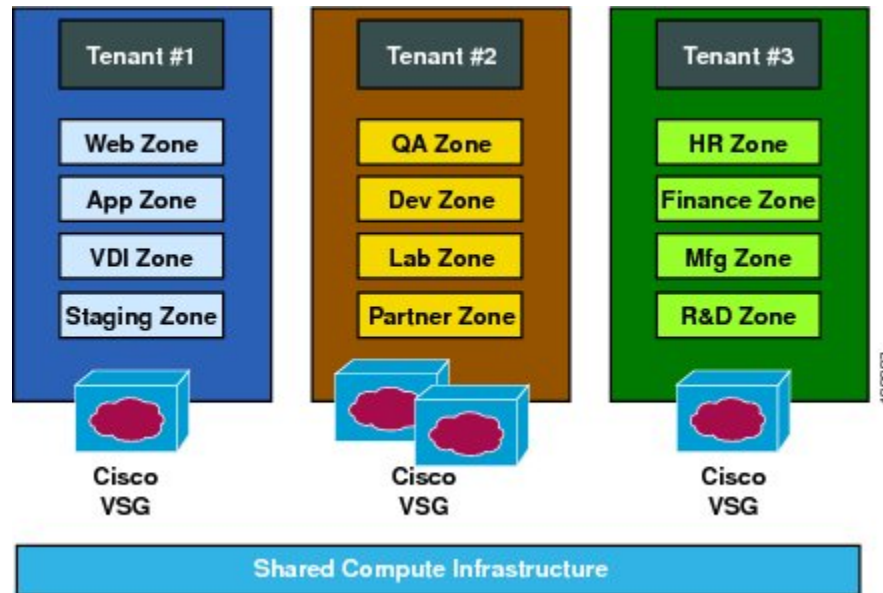 Tenant #1
Web Zone
App Zone
VDI Zone
Staging Zone
Cisco
VSG
Tenant #2
QA Zone
Dev Zone
Lab Zone
Partner Zone
Cisco
VSG
Tenant #3
HR Zone
Finance Zone
Mfg Zone
R&D Zone
Cisco
VSG
Shared Compute Infrastructure